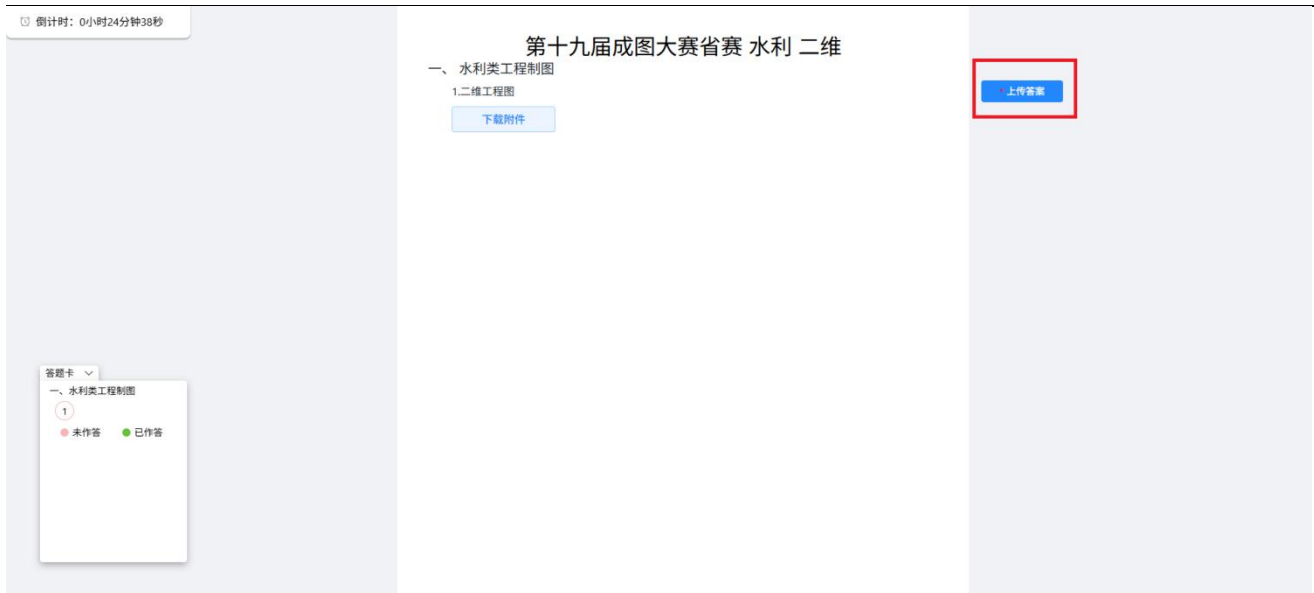 倒计时：0小时24分钟38秒
第十九届成图大赛省赛 水利 二维
一、 水利类工程制图
1.二维工程图
* 上传答案
下载附件
答题卡
一、水利类工程制图
1
未作答 已作答